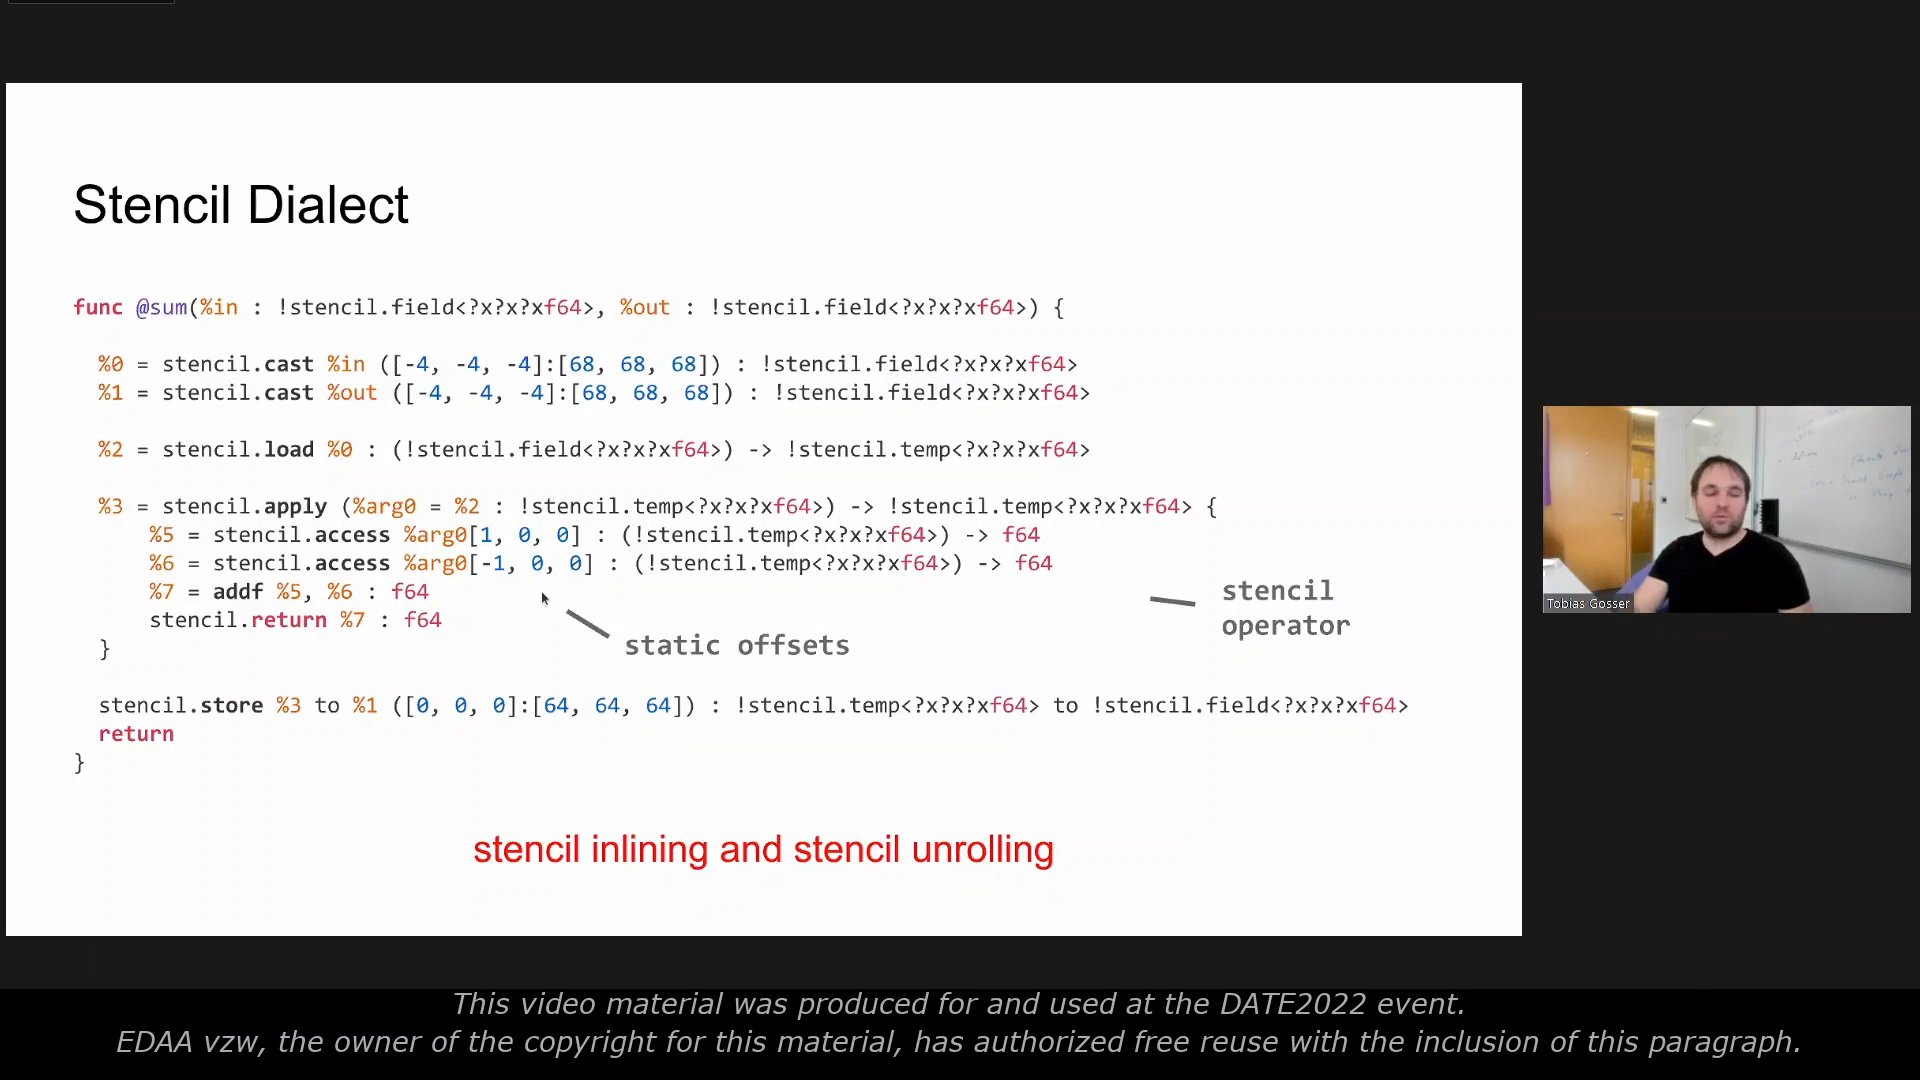 Stencil Dialect
func @sum(%in : !stencil.field<?x?x?xf64>, %out : !stencil.field<?x?x?xf64>) {
%0 = stencil.cast %in ([-4, -4, -4]:[68, 68, 68]) : !stencil.field<?x?x?xf64>
%1 = stencil.cast %out ([-4, -4, -4]:[68, 68, 68]) : !stencil.field<?x?x?xf64>
%2 = stencil.load %0 : (!stencil.field<?x?x?xf64>) -> !stencil.temp<?x?x?xf64>
%3 = stencil.apply (%arg0 = %2 : !stencil.temp<?x?x?xf64>) -> !stencil.temp<?x?x?xf64> {
%5 = stencil.access %arg0[1, 0, 0] : (!stencil.temp<?x?x?xf64>) -> f64
%6 = stencil.access %arg0[-1, 0, 0] : (!stencil.temp<?x?x?xf64>) -> f64
%7 = addf %5, %6 : f64
stencil.return %7 : f64
}
static offsets
stencil
operator
stencil.store %3 to %1 ([0, 0, 0]:[64, 64, 64]) : !stencil.temp<?x?x?xf64> to !stencil.field<?x?x?xf64>
return
}
stencil inlining and stencil unrolling
Tobias Gosser
This video material was produced for and used at the DATE2022 event.
EDAA vzw, the owner of the copyright for this material, has authorized free reuse with the inclusion of this paragraph.